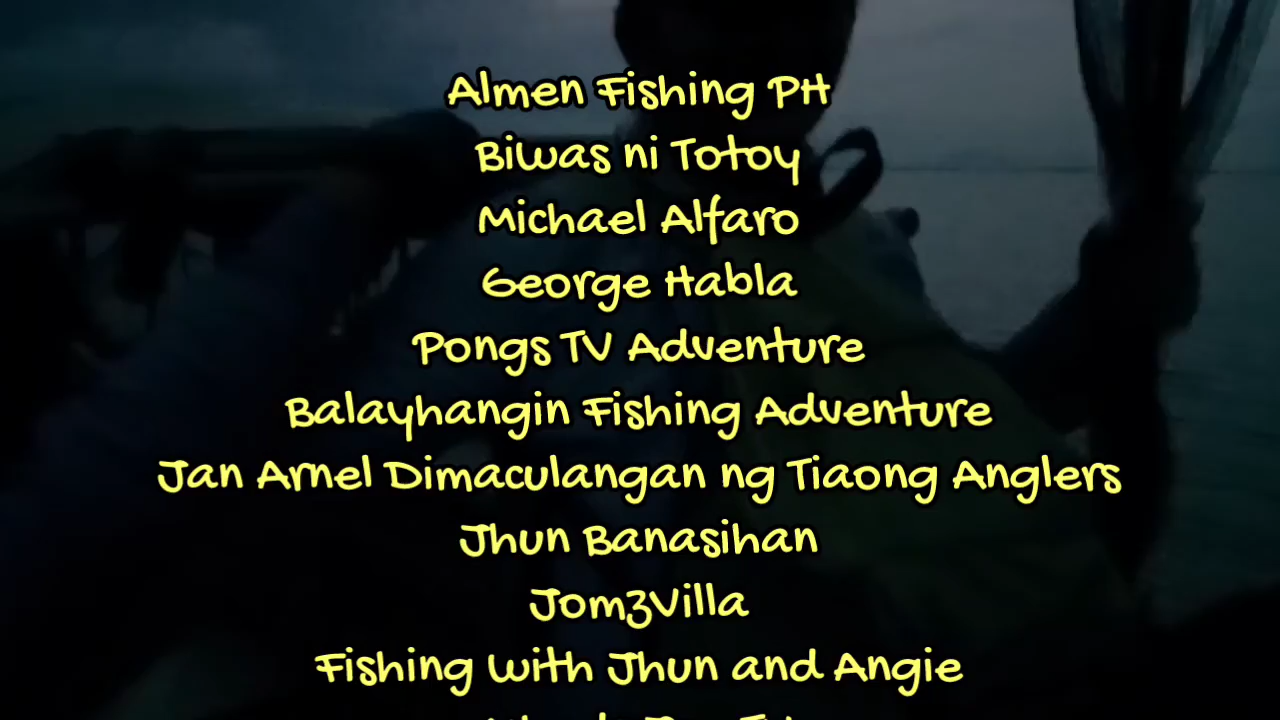 Almen Fishing PH
Biwas ni Totoy
Michael Alfaro
George Habla
Pongs TV Adventure
Balayhangin Fishing Adventure
Jan Arnel Dimaculangan ng Tiaong Anglers
Jhun Banasihan
Jom3Villa
Fishing with Jhun and Angie